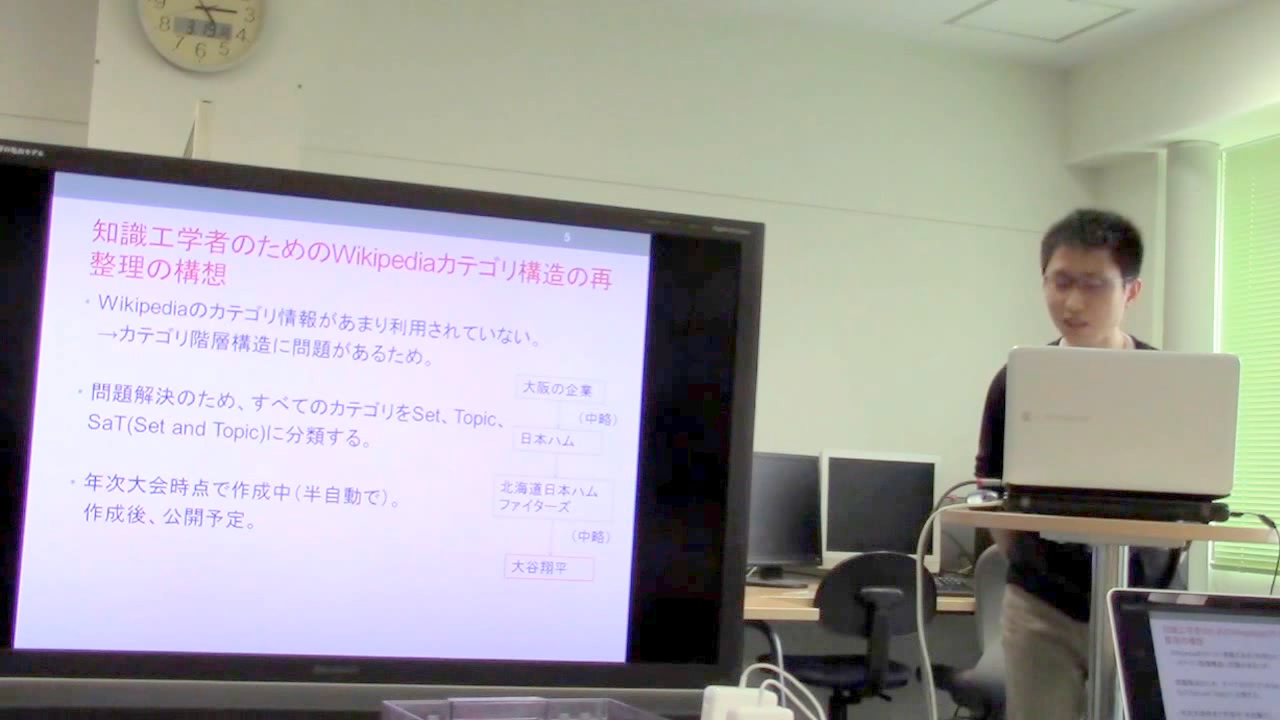 9
3
8
4
7
6
5
5
知識工学者のためのWikipediaカテゴリ構造の再
整理の構想
・Wikipediaのカテゴリ情報があまり利用されていない。
→カテゴリ階層構造に問題があるため。
・問題解決のため、すべてのカテゴリをSet、Topic、
SaT(Set and Topic)に分類する。
・年次大会時点で作成中(半自動で)。
作成後、公開予定。
大阪の企業
(中略)
日本ハム
北海道日本ハム
ファイターズ
(中略)
大谷翔平